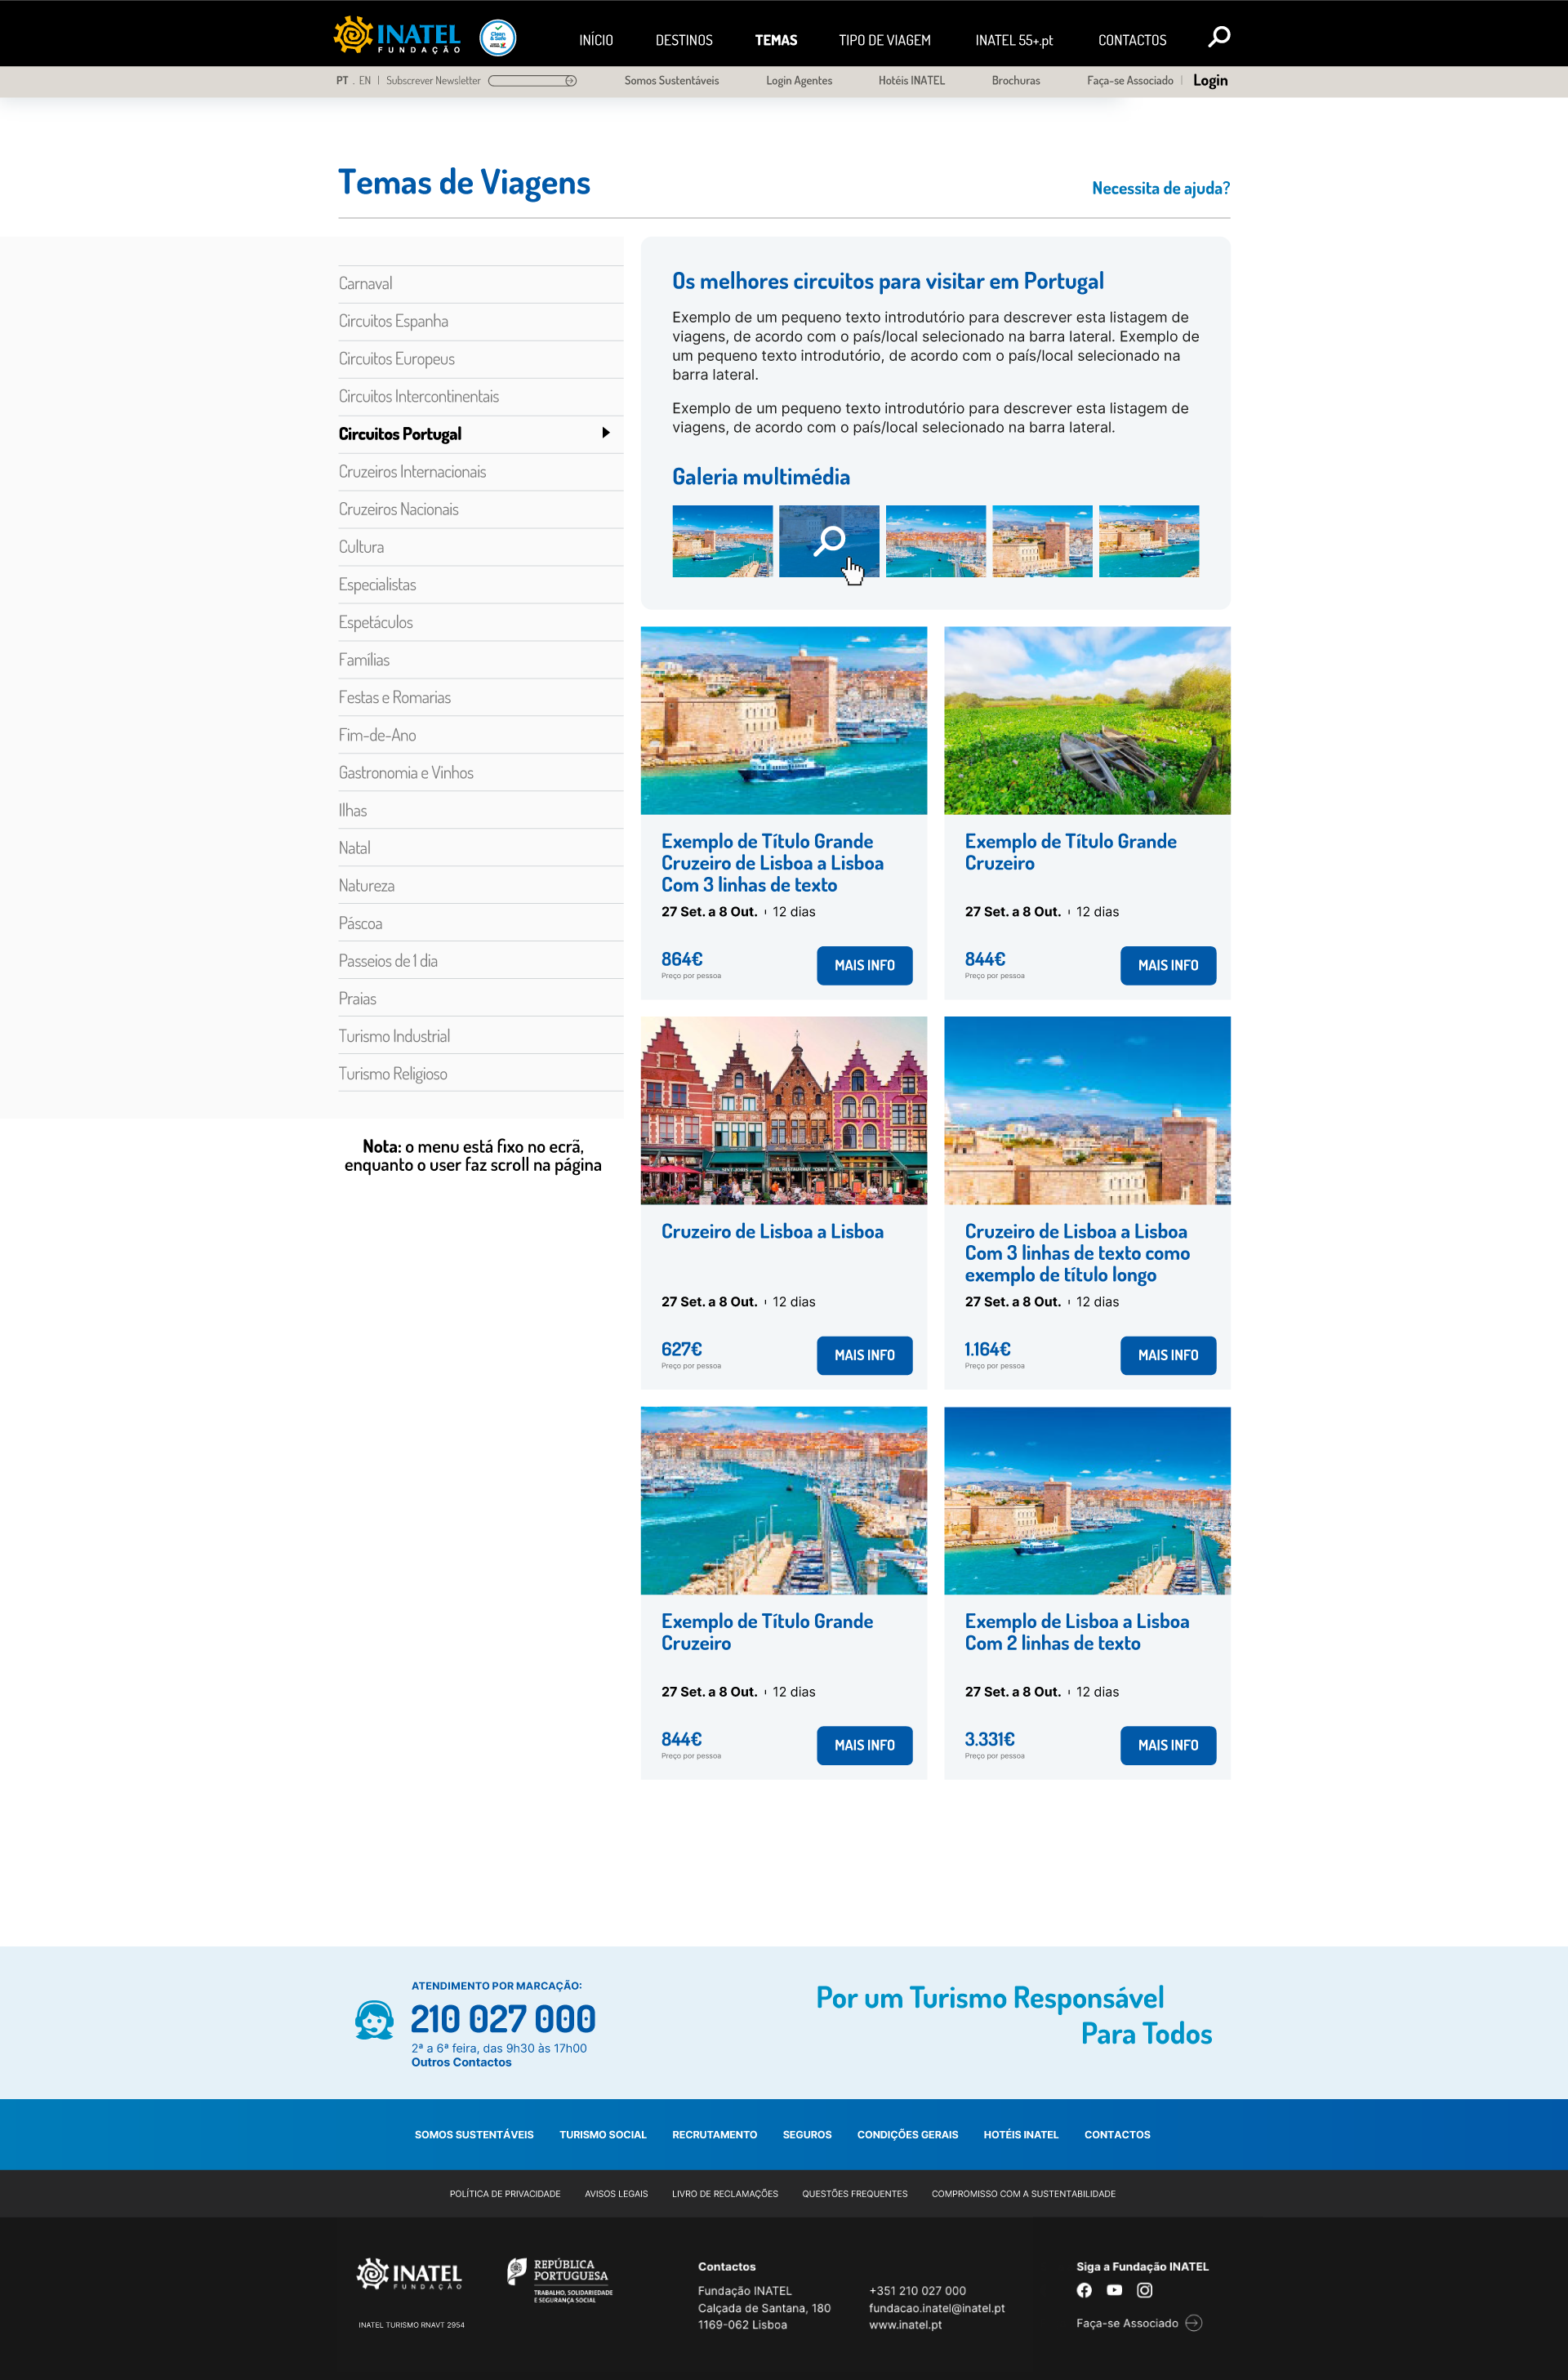 INATEL
FUNDAÇÃO
Clean & Safe
INÍCIO
DESTINOS
TEMAS
TIPO DE VIAGEM
INATEL 55+.pt
CONTACTOS
PT . EN | Subscrever Newsletter
Somos Sustentáveis
Login Agentes
Hotéis INATEL
Brochuras
Faça-se Associado | Login
Temas de Viagens
Necessita de ajuda?
Carnaval
Circuitos Espanha
Circuitos Europeus
Circuitos Intercontinentais
Circuitos Portugal
Cruzeiros Internacionais
Cruzeiros Nacionais
Cultura
Especialistas
Espetáculos
Famílias
Festas e Romarias
Fim-de-Ano
Gastronomia e Vinhos
Ilhas
Natal
Natureza
Páscoa
Passeios de 1 dia
Praias
Turismo Industrial
Turismo Religioso
Nota: o menu está fixo no ecrã,
enquanto o user faz scroll na página
Os melhores circuitos para visitar em Portugal
Exemplo de um pequeno texto introdutório para descrever esta listagem de
viagens, de acordo com o país/local selecionado na barra lateral. Exemplo de
um pequeno texto introdutório, de acordo com o país/local selecionado na
barra lateral.
Exemplo de um pequeno texto introdutório para descrever esta listagem de
viagens, de acordo com o país/local selecionado na barra lateral.
Galeria multimédia
Exemplo de Título Grande
Cruzeiro de Lisboa a Lisboa
Com 3 linhas de texto
27 Set. a 8 Out. | 12 dias
864€
Preço por pessoa
MAIS INFO
Exemplo de Título Grande
Cruzeiro
27 Set. a 8 Out. | 12 dias
844€
Preço por pessoa
MAIS INFO
Cruzeiro de Lisboa a Lisboa
27 Set. a 8 Out. | 12 dias
627€
Preço por pessoa
MAIS INFO
Cruzeiro de Lisboa a Lisboa
Com 3 linhas de texto como
exemplo de título longo
27 Set. a 8 Out. | 12 dias
1.164€
Preço por pessoa
MAIS INFO
Exemplo de Título Grande
Cruzeiro
27 Set. a 8 Out. | 12 dias
844€
Preço por pessoa
MAIS INFO
Exemplo de Lisboa a Lisboa
Com 2 linhas de texto
27 Set. a 8 Out. | 12 dias
3.331€
Preço por pessoa
MAIS INFO
ATENDIMENTO POR MARCAÇÃO:
210 027 000
2ª a 6ª feira, das 9h30 às 17h00
Outros Contactos
Por um Turismo Responsável
Para Todos
SOMOS SUSTENTÁVEIS
TURISMO SOCIAL
RECRUTAMENTO
SEGUROS
CONDIÇÕES GERAIS
HOTÉIS INATEL
CONTACTOS
POLÍTICA DE PRIVACIDADE
AVISOS LEGAIS
LIVRO DE RECLAMAÇÕES
QUESTÕES FREQUENTES
COMPROMISSO COM A SUSTENTABILIDADE
INATEL
FUNDAÇÃO
INATEL TURISMO RNAVT 2954
REPÚBLICA
PORTUGUESA
TRABALHO, SOLIDARIEDADE
E SEGURANÇA SOCIAL
Contactos
Fundação INATEL
Calçada de Santana, 180
1169-062 Lisboa
+351 210 027 000
fundacao.inatel@inatel.pt
www.inatel.pt
Siga a Fundação INATEL
Faça-se Associado